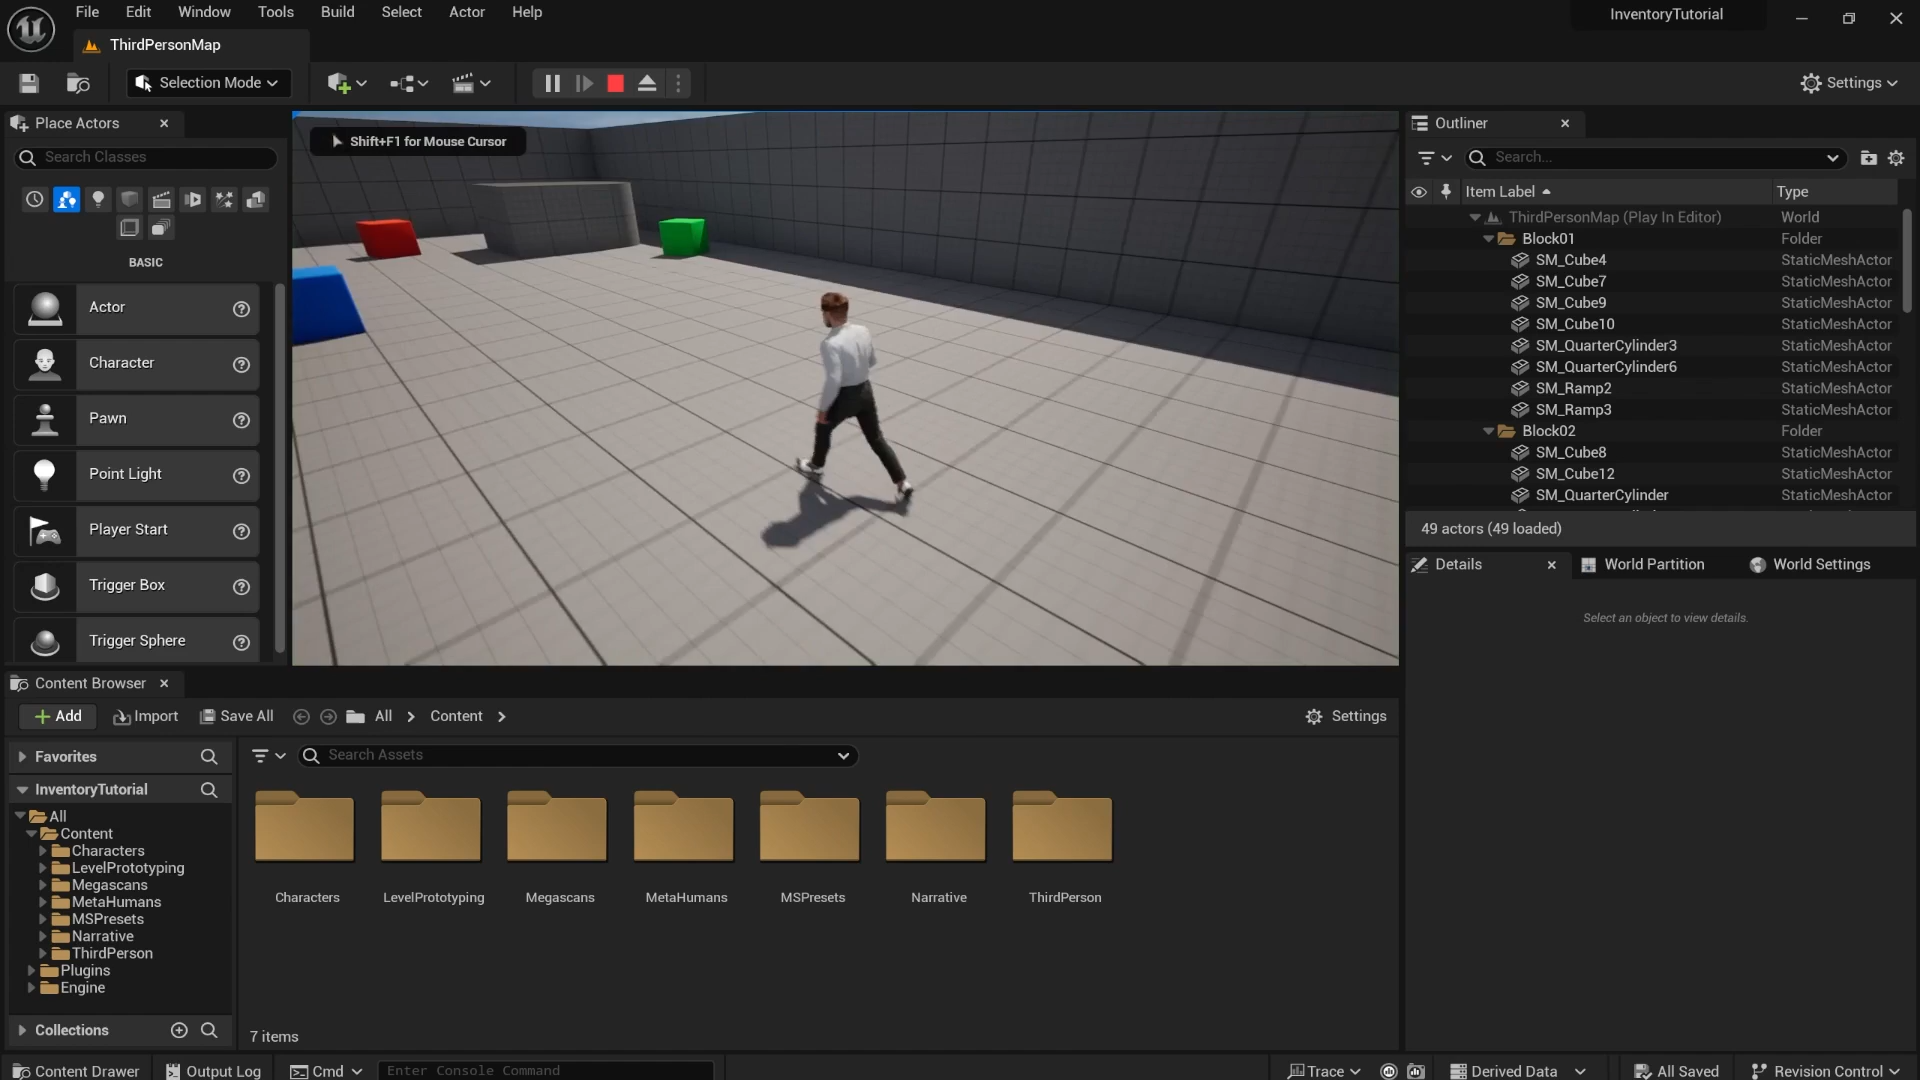 File Edit Window Tools Build Select Actor Help
InventoryTutorial
ThirdPersonMap
Selection Mode
Settings
Place Actors
Search Classes
BASIC
Actor
Character
Pawn
Point Light
Player Start
Trigger Box
Trigger Sphere
Shift+F1 for Mouse Cursor
Outliner
Search...
Item Label Type
ThirdPersonMap (Play In Editor) World
Block01 Folder
SM_Cube4 StaticMeshActor
SM_Cube7 StaticMeshActor
SM_Cube9 StaticMeshActor
SM_Cube10 StaticMeshActor
SM_QuarterCylinder3 StaticMeshActor
SM_QuarterCylinder6 StaticMeshActor
SM_Ramp2 StaticMeshActor
SM_Ramp3 StaticMeshActor
Block02 Folder
SM_Cube8 StaticMeshActor
SM_Cube12 StaticMeshActor
SM_QuarterCylinder StaticMeshActor
49 actors (49 loaded)
Details World Partition World Settings
Select an object to view details.
Content Browser
Add Import Save All All Content Settings
Favorites
InventoryTutorial
All
Content
Characters
LevelPrototyping
Megascans
MetaHumans
MSPresets
Narrative
ThirdPerson
Plugins
Engine
Collections
Search Assets
Characters LevelPrototyping Megascans MetaHumans MSPresets Narrative ThirdPerson
7 items
Content Drawer Output Log Cmd Enter Console Command Trace Derived Data All Saved Revision Control